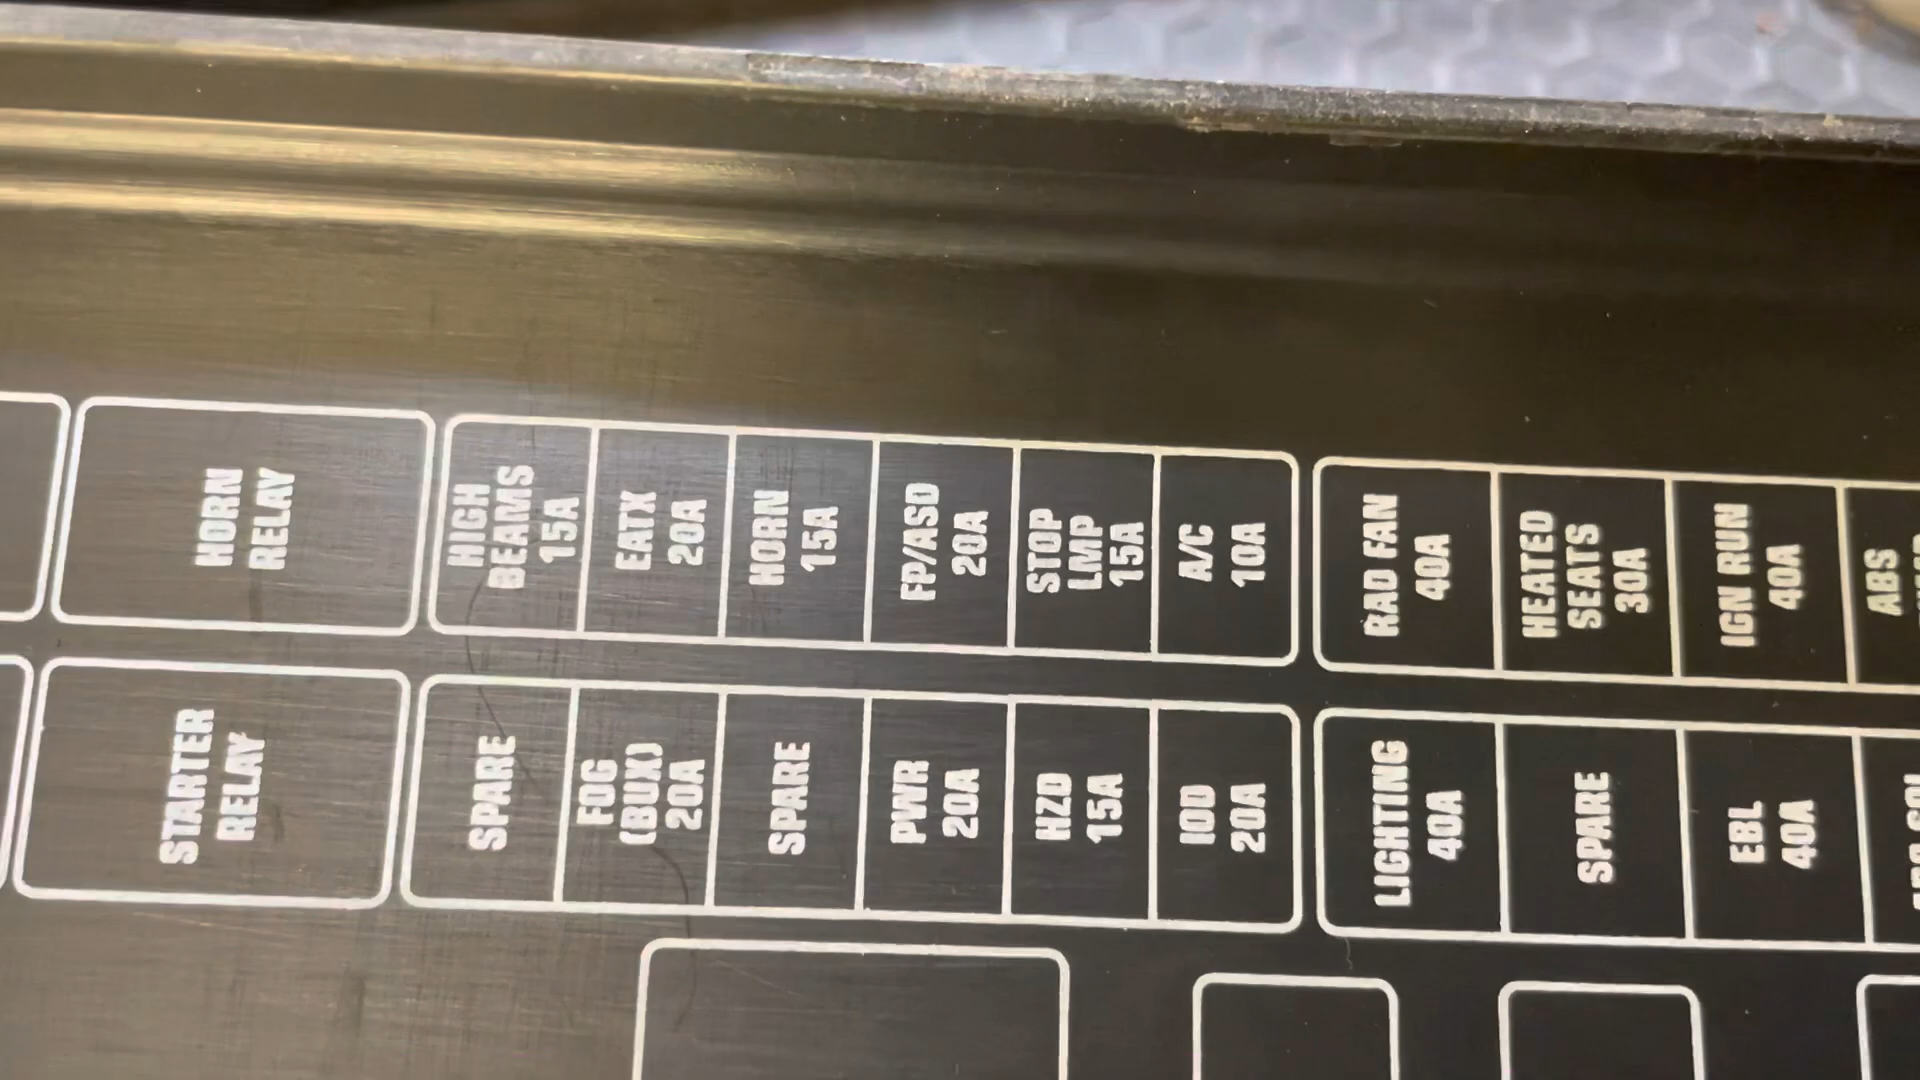 HORN
RELAY
HIGH
BEAMS
15A
EATX
20A
HORN
15A
FP/ASD
20A
STOP
LMP
15A
A/C
10A
RAD FAN
40A
HEATED
SEATS
30A
IGN RUN
40A
ABS
STARTER
RELAY
SPARE
FOG
(BUX)
20A
SPARE
PWR
20A
HZD
15A
IOD
20A
LIGHTING
40A
SPARE
EBL
40A